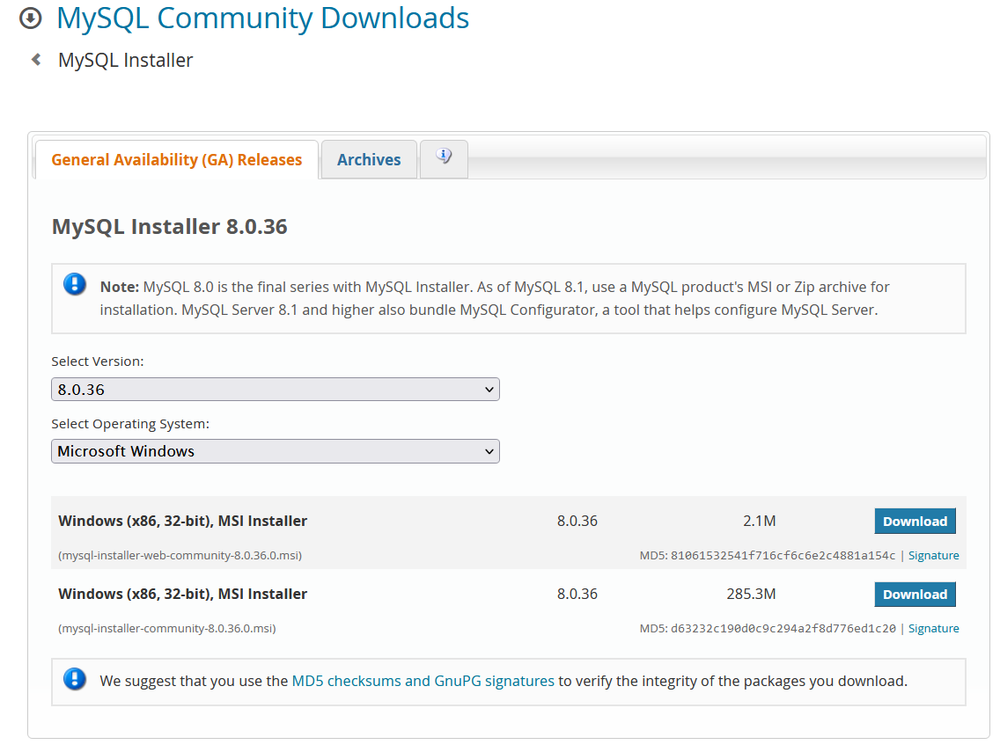 MySQL Community Downloads
MySQL Installer
General Availability (GA) Releases
Archives
MySQL Installer 8.0.36
Note: MySQL 8.0 is the final series with MySQL Installer. As of MySQL 8.1, use a MySQL product's MSI or Zip archive for
installation. MySQL Server 8.1 and higher also bundle MySQL Configurator, a tool that helps configure MySQL Server.
Select Version:
8.0.36
Select Operating System:
Microsoft Windows
Windows (x86, 32-bit), MSI Installer 8.0.36 2.1M Download
(mysql-installer-web-community-8.0.36.0.msi) MD5: 81061532541f716cf6c6e2c4881a154c | Signature
Windows (x86, 32-bit), MSI Installer 8.0.36 285.3M Download
(mysql-installer-community-8.0.36.0.msi) MD5: d63232c190d0c9c294a2f8d776ed1c20 | Signature
We suggest that you use the MD5 checksums and GnuPG signatures to verify the integrity of the packages you download.